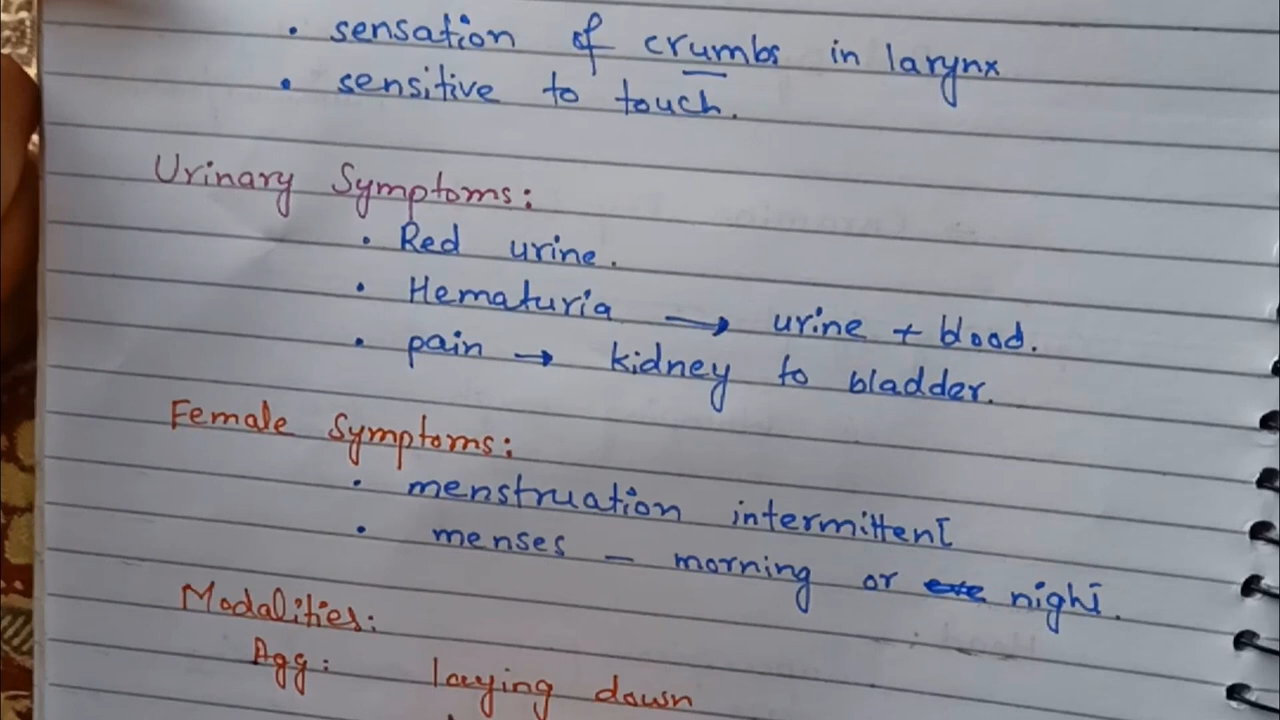 • sensation of crumbs in larynx
• sensitive to touch.
Urinary Symptoms:
• Red urine.
• Hematuria → urine + blood.
• pain → kidney to bladder.
Female Symptoms:
• menstruation intermittent
• menses – morning or eve night.
Modalities:
Agg: laying down